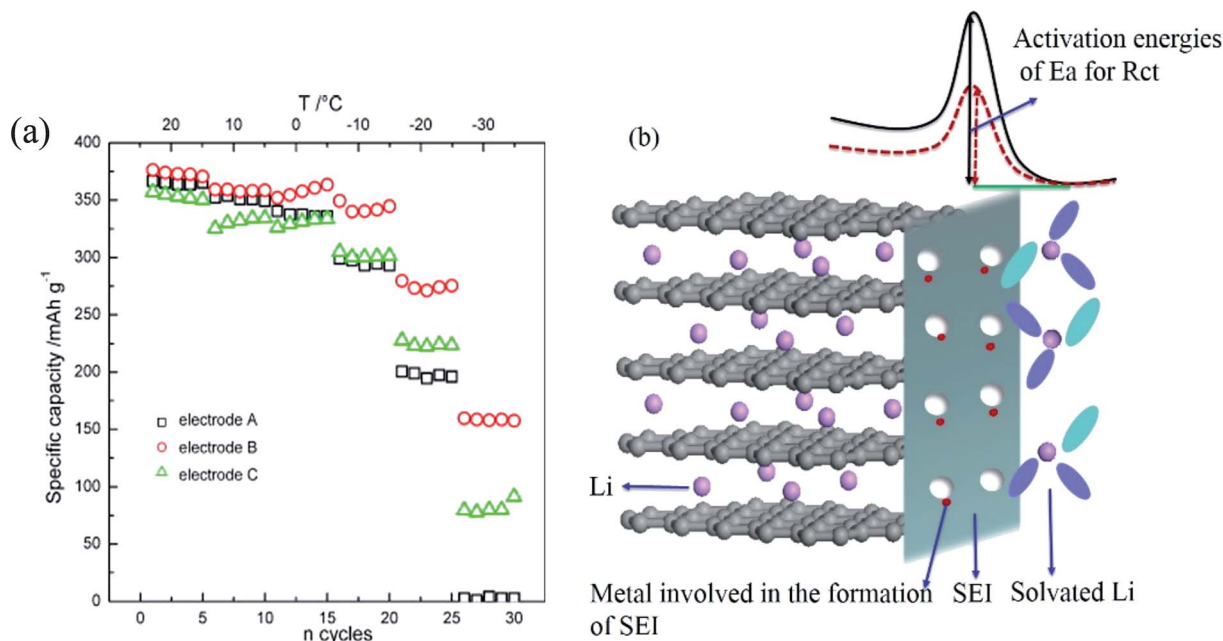 (a)
T /°C
20 10 0 -10 -20 -30
400
350
300
250
200
150
100
50
0
Specific capacity /mAh g⁻¹
electrode A
electrode B
electrode C
0 5 10 15 20 25 30
n cycles
(b)
Activation energies
of Ea for Rct
Li
Metal involved in the formation
of SEI
SEI
Solvated Li